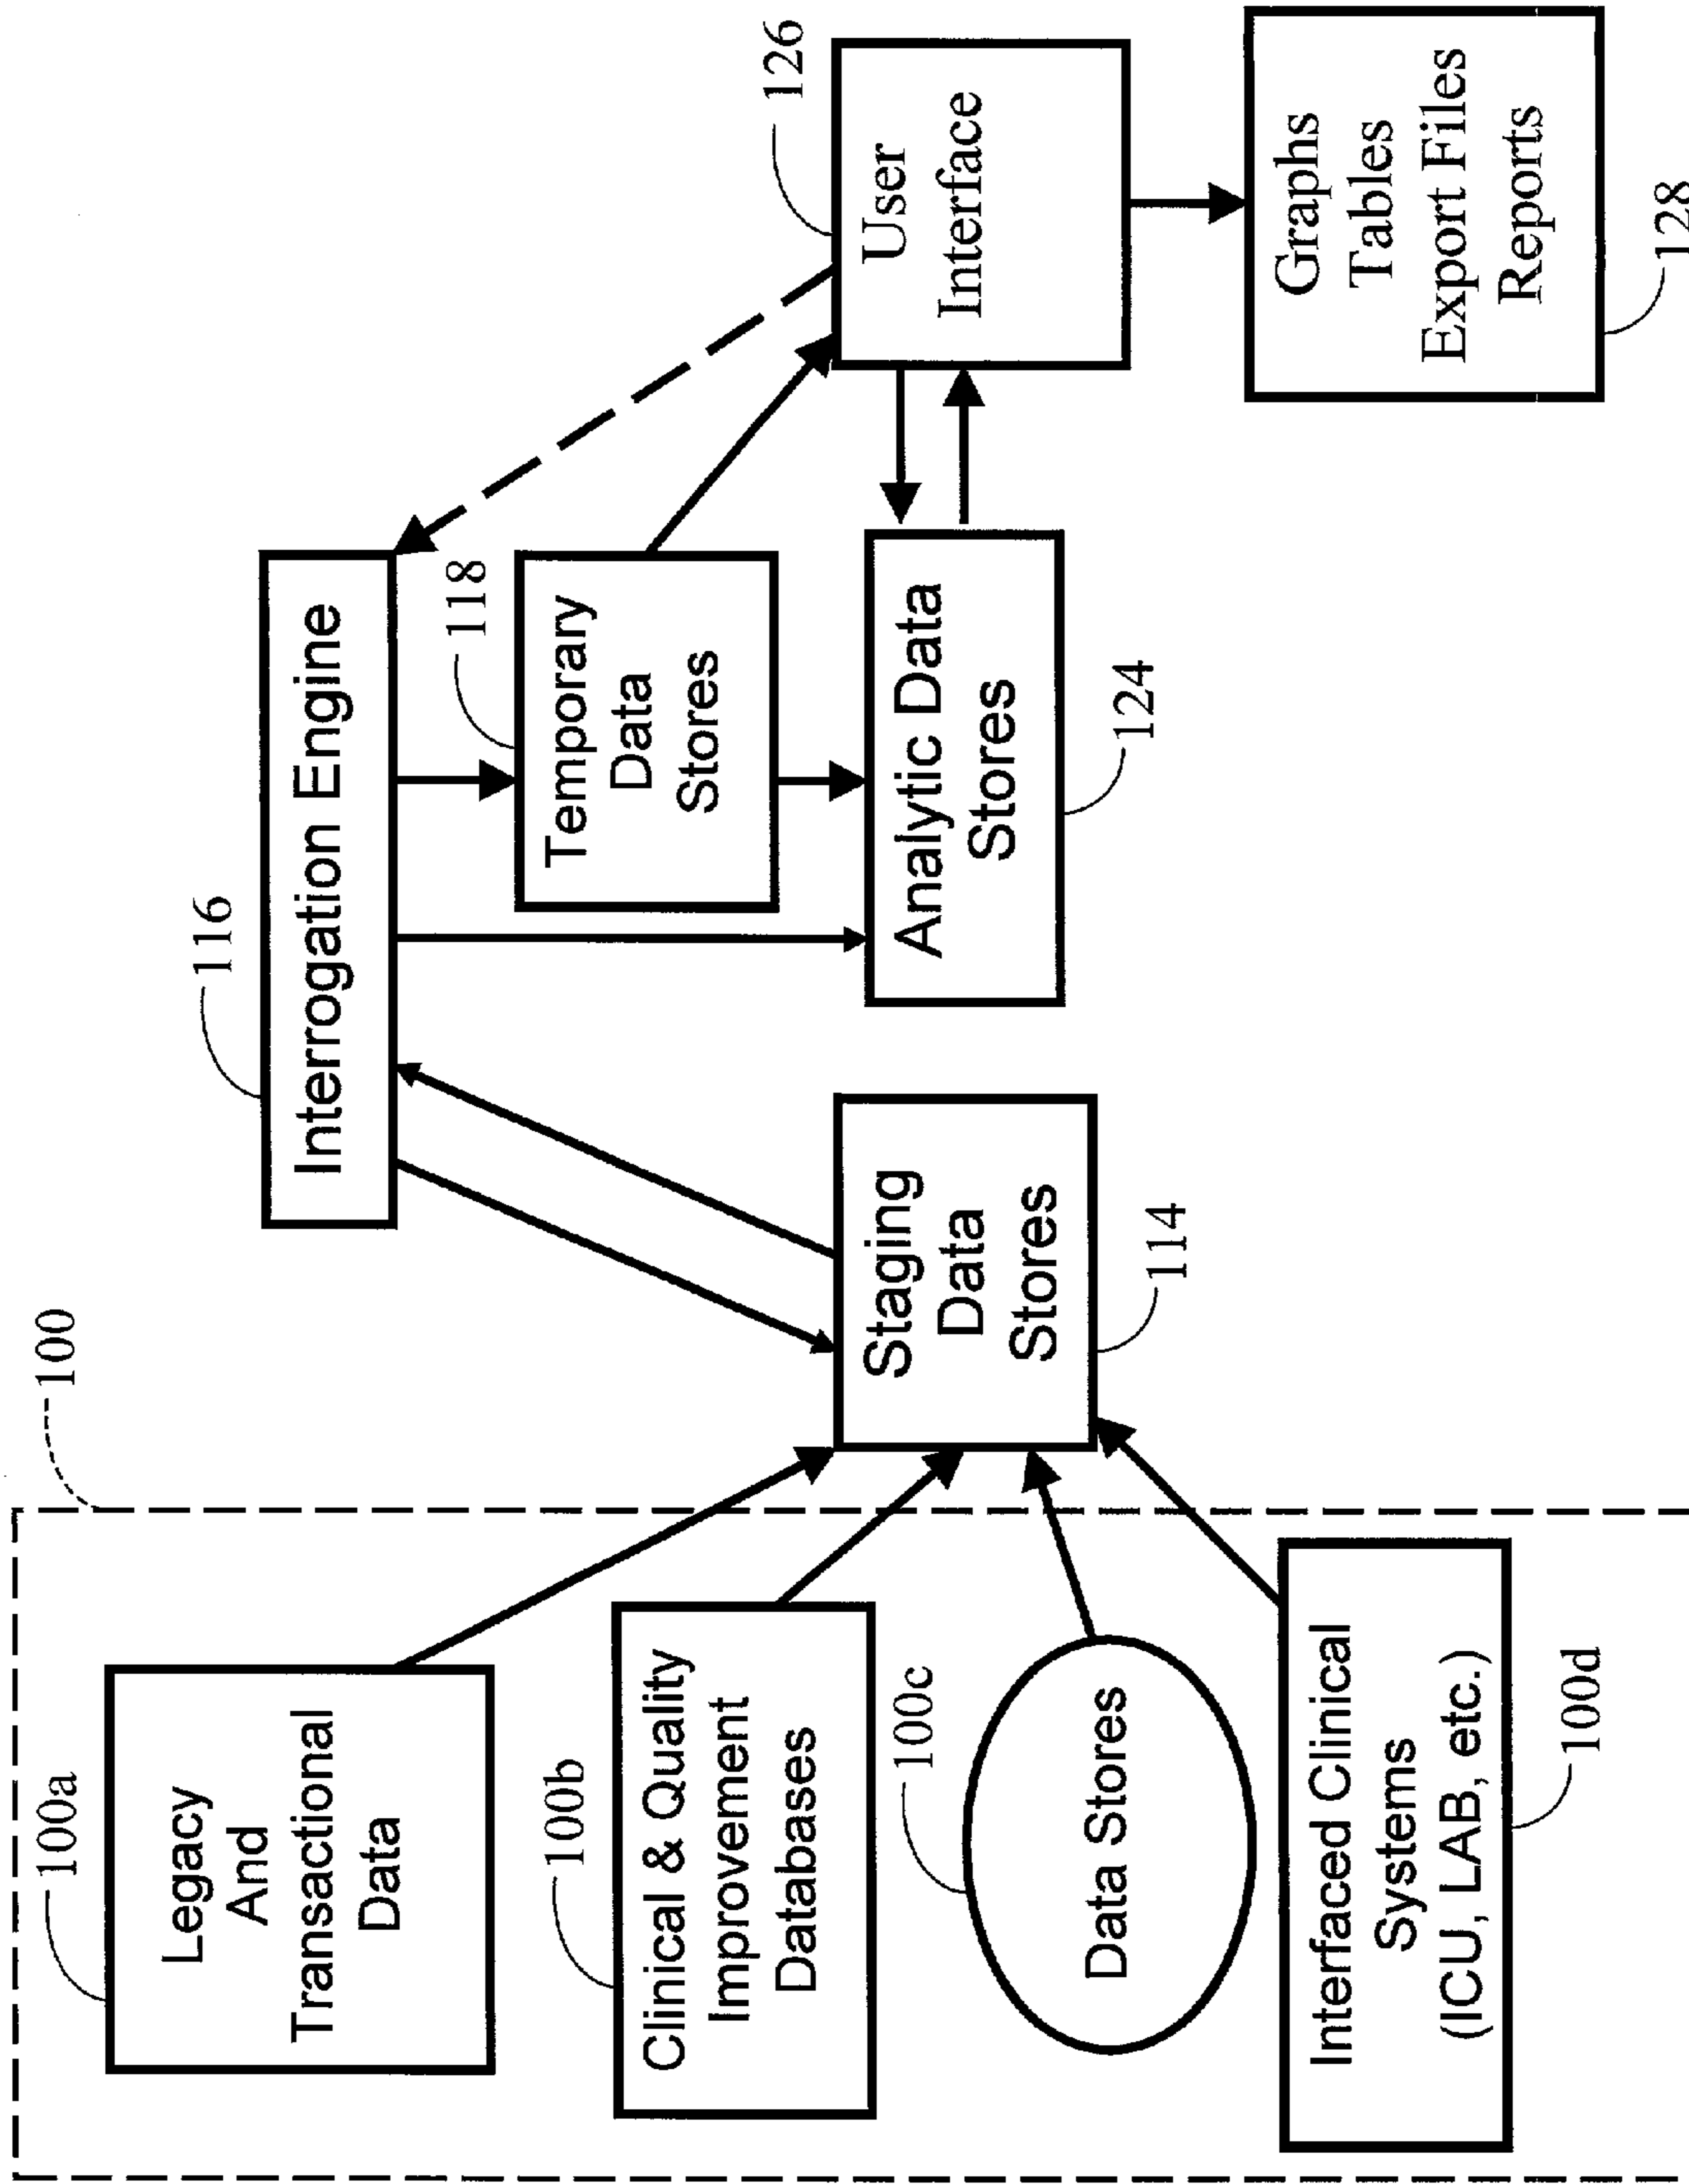 100
100a
Legacy
And
Transactional
Data
100b
Clinical & Quality
Improvement
Databases
100c
Data Stores
Interfaced Clinical
Systems
(ICU, LAB, etc.)
100d
Staging
Data
Stores
114
116
Interrogation Engine
118
Temporary
Data
Stores
Analytic Data
Stores
124
126
User
Interface
Graphs
Tables
Export Files
Reports
128